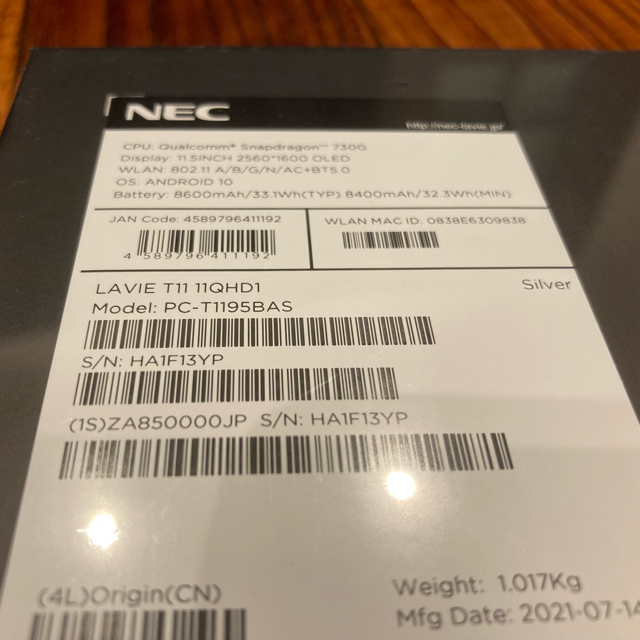 NEC
http://nec-lavie.jp/
CPU: Qualcomm® Snapdragon™ 730G
Display: 11.5INCH 2560*1600 OLED
WLAN: 802.11 A/B/G/N/AC+BT5.0
OS: ANDROID 10
Battery: 8600mAh/33.1Wh(TYP) 8400mAh/32.3Wh(MIN)
JAN Code: 4589796411192
4 589796 411192
WLAN MAC ID: 0838E6309838
LAVIE T11 11QHD1
Silver
Model: PC-T1195BAS
S/N: HA1F13YP
(1S)ZA850000JP S/N: HA1F13YP
(4L)Origin(CN)
Weight: 1.017Kg
Mfg Date: 2021-07-14